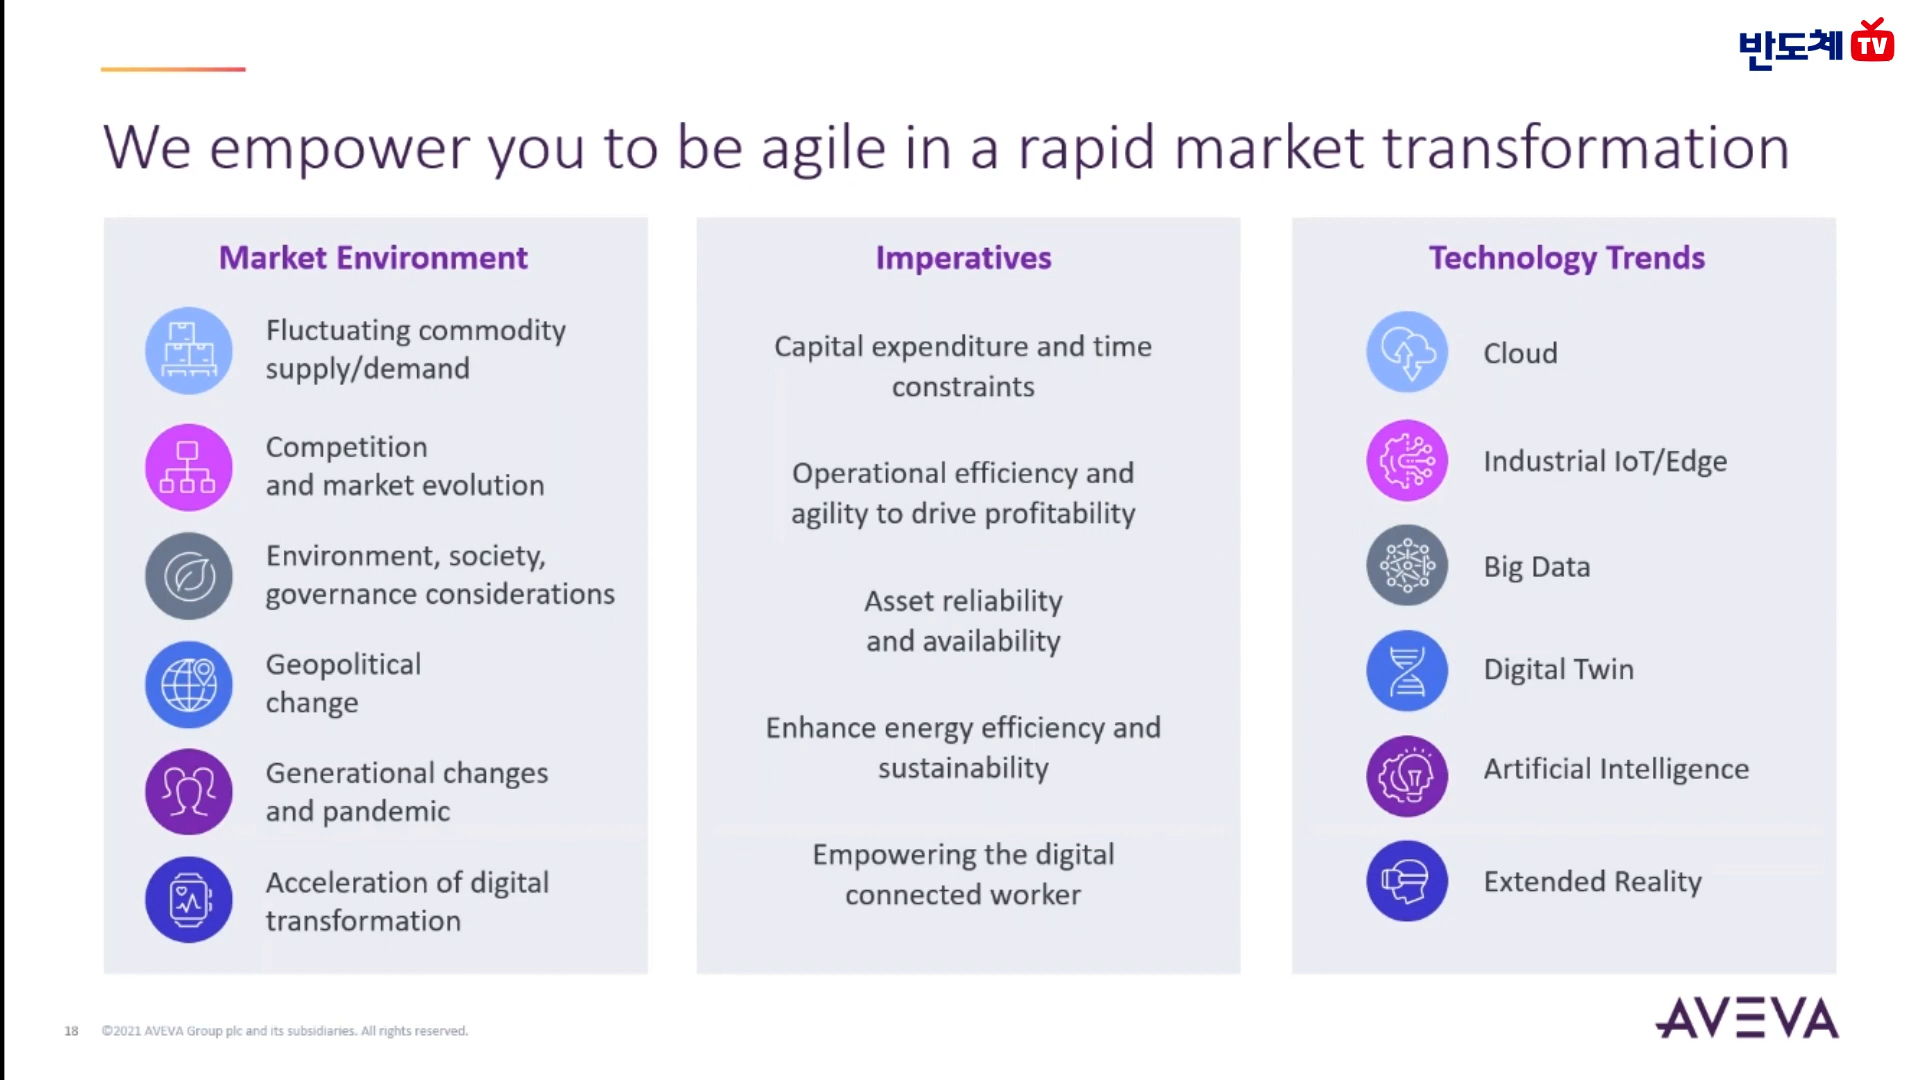 반도체 TV
We empower you to be agile in a rapid market transformation
Market Environment
Fluctuating commodity
supply/demand
Competition
and market evolution
Environment, society,
governance considerations
Geopolitical
change
Generational changes
and pandemic
Acceleration of digital
transformation
Imperatives
Capital expenditure and time
constraints
Operational efficiency and
agility to drive profitability
Asset reliability
and availability
Enhance energy efficiency and
sustainability
Empowering the digital
connected worker
Technology Trends
Cloud
Industrial IoT/Edge
Big Data
Digital Twin
Artificial Intelligence
Extended Reality
18 ©2021 AVEVA Group plc and its subsidiaries. All rights reserved.
AVEVA